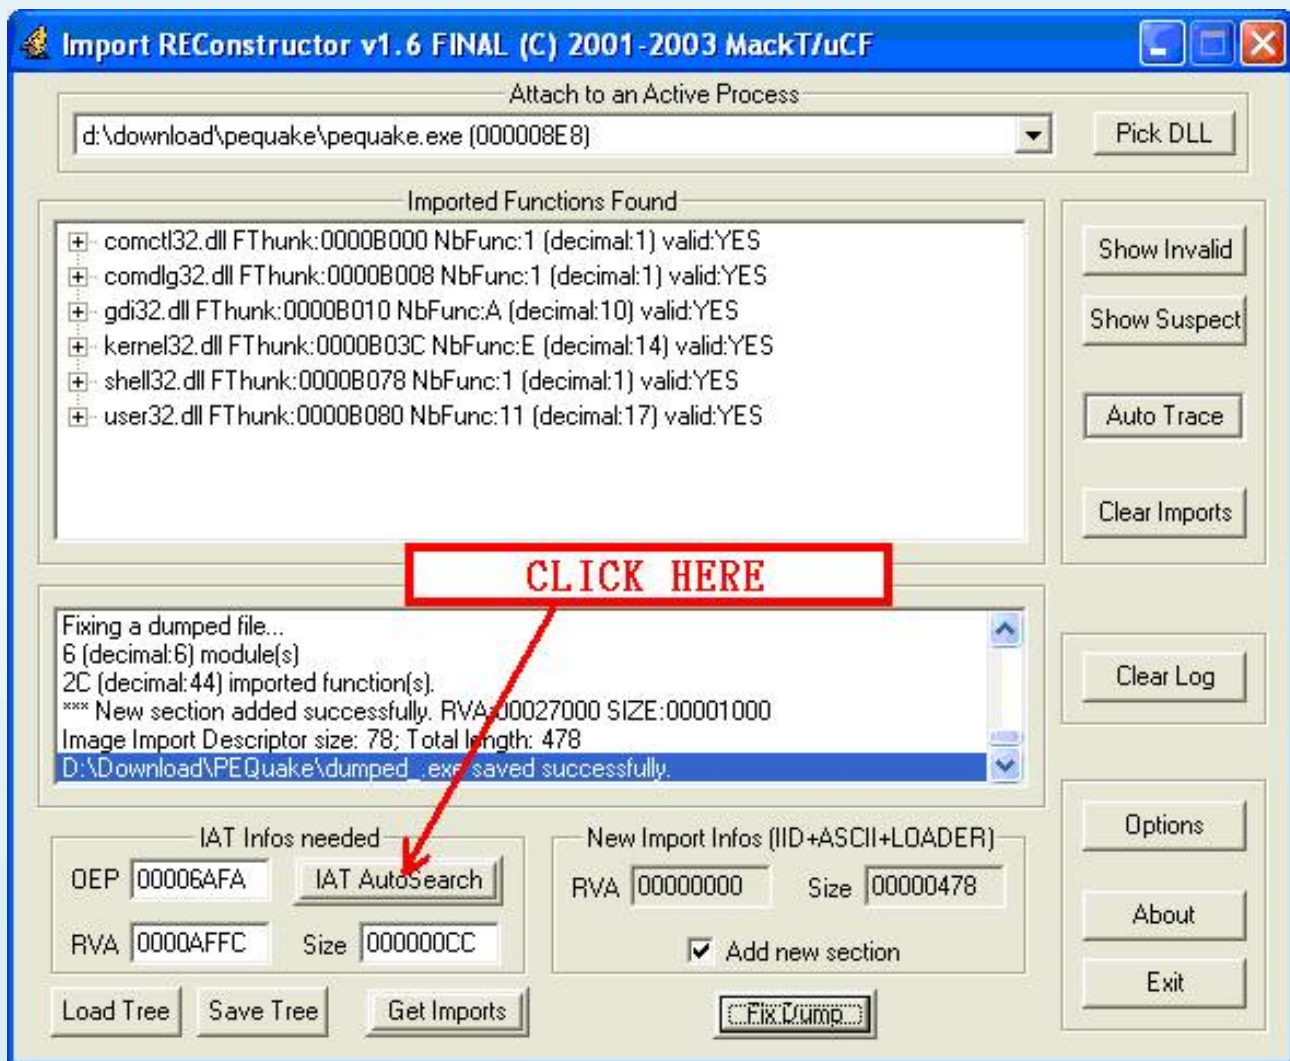 Import REConstructor v1.6 FINAL (C) 2001-2003 MackT/uCF
Attach to an Active Process
d:\download\pequake\pequake.exe (000008E8)
Pick DLL
Imported Functions Found
comctl32.dll FThunk:0000B000 NbFunc:1 (decimal:1) valid:YES
comdlg32.dll FThunk:0000B008 NbFunc:1 (decimal:1) valid:YES
gdi32.dll FThunk:0000B010 NbFunc:A (decimal:10) valid:YES
kernel32.dll FThunk:0000B03C NbFunc:E (decimal:14) valid:YES
shell32.dll FThunk:0000B078 NbFunc:1 (decimal:1) valid:YES
user32.dll FThunk:0000B080 NbFunc:11 (decimal:17) valid:YES
Show Invalid
Show Suspect
Auto Trace
Clear Imports
CLICK HERE
Fixing a dumped file...
6 (decimal:6) module(s)
2C (decimal:44) imported function(s).
*** New section added successfully. RVA:00027000 SIZE:00001000
Image Import Descriptor size: 78; Total length: 478
D:\Download\PEQuake\dumped_.exe saved successfully.
Clear Log
IAT Infos needed
OEP 00006AFA IAT AutoSearch
RVA 0000AFFC Size 000000CC
New Import Infos (IID+ASCII+LOADER)
RVA 00000000 Size 00000478
Add new section
Options
About
Exit
Load Tree
Save Tree
Get Imports
Fix Dump